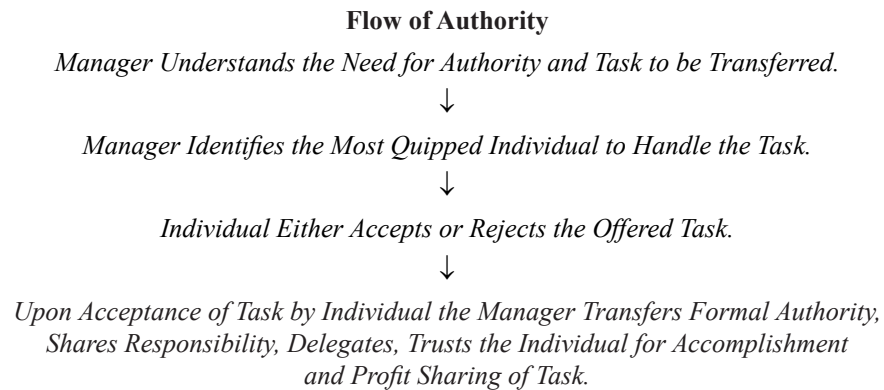 Flow of Authority
Manager Understands the Need for Authority and Task to be Transferred.
↓
Manager Identifies the Most Quipped Individual to Handle the Task.
↓
Individual Either Accepts or Rejects the Offered Task.
↓
Upon Acceptance of Task by Individual the Manager Transfers Formal Authority,
Shares Responsibility, Delegates, Trusts the Individual for Accomplishment
and Profit Sharing of Task.